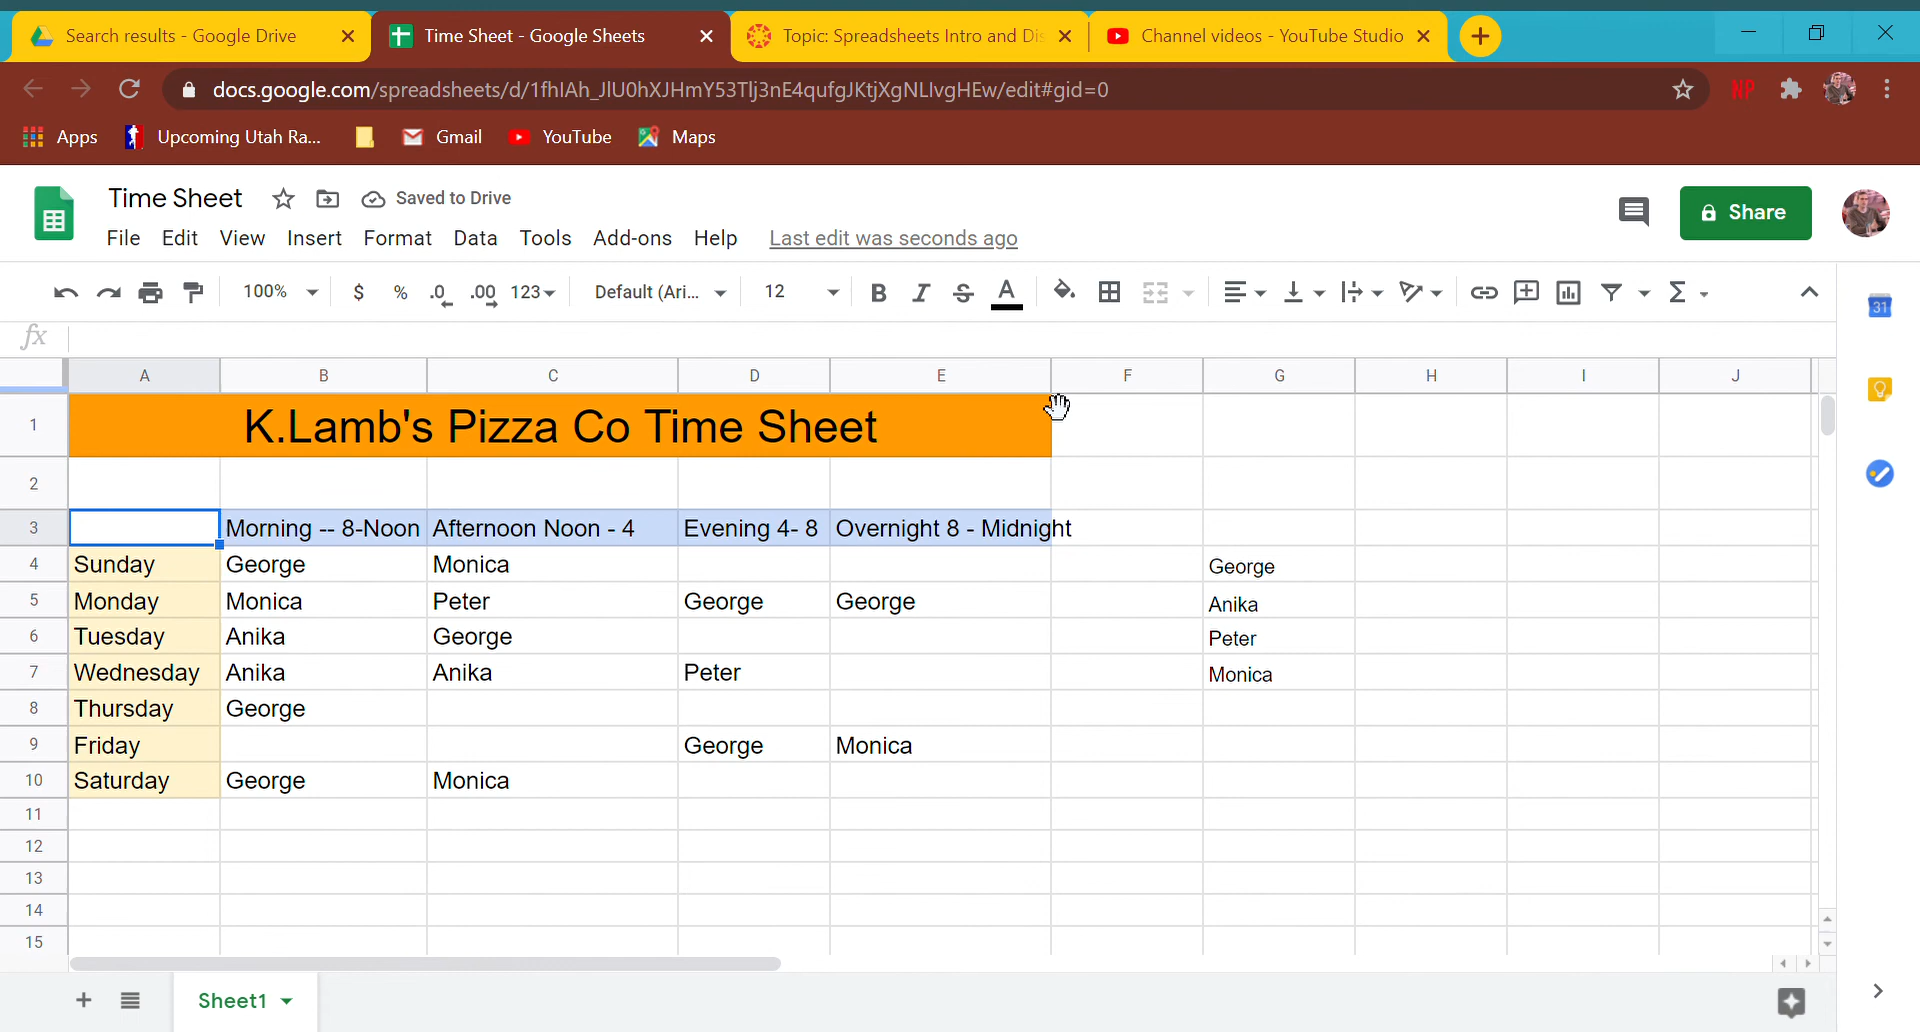 Search results - Google Drive
Time Sheet - Google Sheets
Topic: Spreadsheets Intro and Dis
Channel videos - YouTube Studio
docs.google.com/spreadsheets/d/1fhIAh_JlU0hXJHmY53Tlj3nE4qufgJKtjXgNLIvgHEw/edit#gid=0
NP
Apps Upcoming Utah Ra... Gmail YouTube Maps
Time Sheet Saved to Drive
Share
File Edit View Insert Format Data Tools Add-ons Help Last edit was seconds ago
100% $ % .0 .00 123 Default (Ari... 12 B I S A Σ
31
fx
A B C D E F G H I J
1 K.Lamb's Pizza Co Time Sheet
2
3 Morning -- 8-Noon Afternoon Noon - 4 Evening 4- 8 Overnight 8 - Midnight
4 Sunday George Monica George
5 Monday Monica Peter George George Anika
6 Tuesday Anika George Peter
7 Wednesday Anika Anika Peter Monica
8 Thursday George
9 Friday George Monica
10 Saturday George Monica
11
12
13
14
15
Sheet1